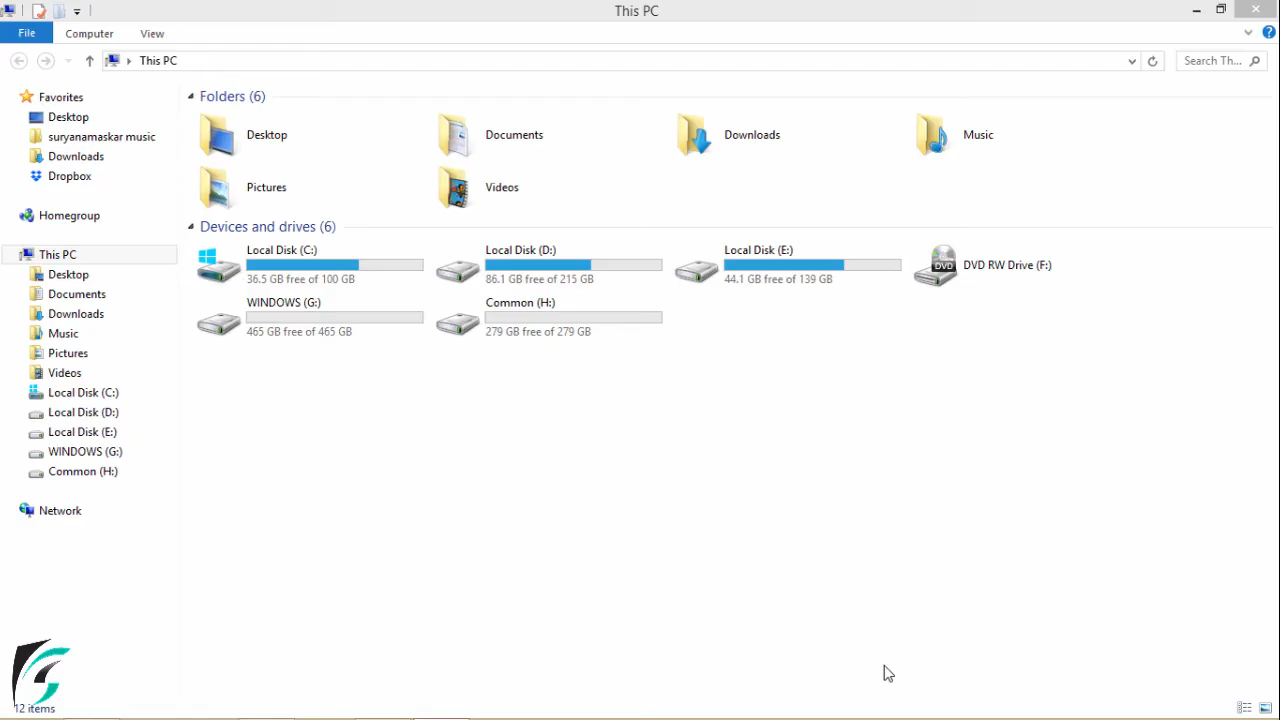 This PC
File
Computer
View
This PC
Search Th...
Favorites
Desktop
suryanamaskar music
Downloads
Dropbox
Homegroup
This PC
Desktop
Documents
Downloads
Music
Pictures
Videos
Local Disk (C:)
Local Disk (D:)
Local Disk (E:)
WINDOWS (G:)
Common (H:)
Network
Folders (6)
Desktop
Documents
Downloads
Music
Pictures
Videos
Devices and drives (6)
Local Disk (C:)
36.5 GB free of 100 GB
Local Disk (D:)
86.1 GB free of 215 GB
Local Disk (E:)
44.1 GB free of 139 GB
DVD
DVD RW Drive (F:)
WINDOWS (G:)
465 GB free of 465 GB
Common (H:)
279 GB free of 279 GB
12 items